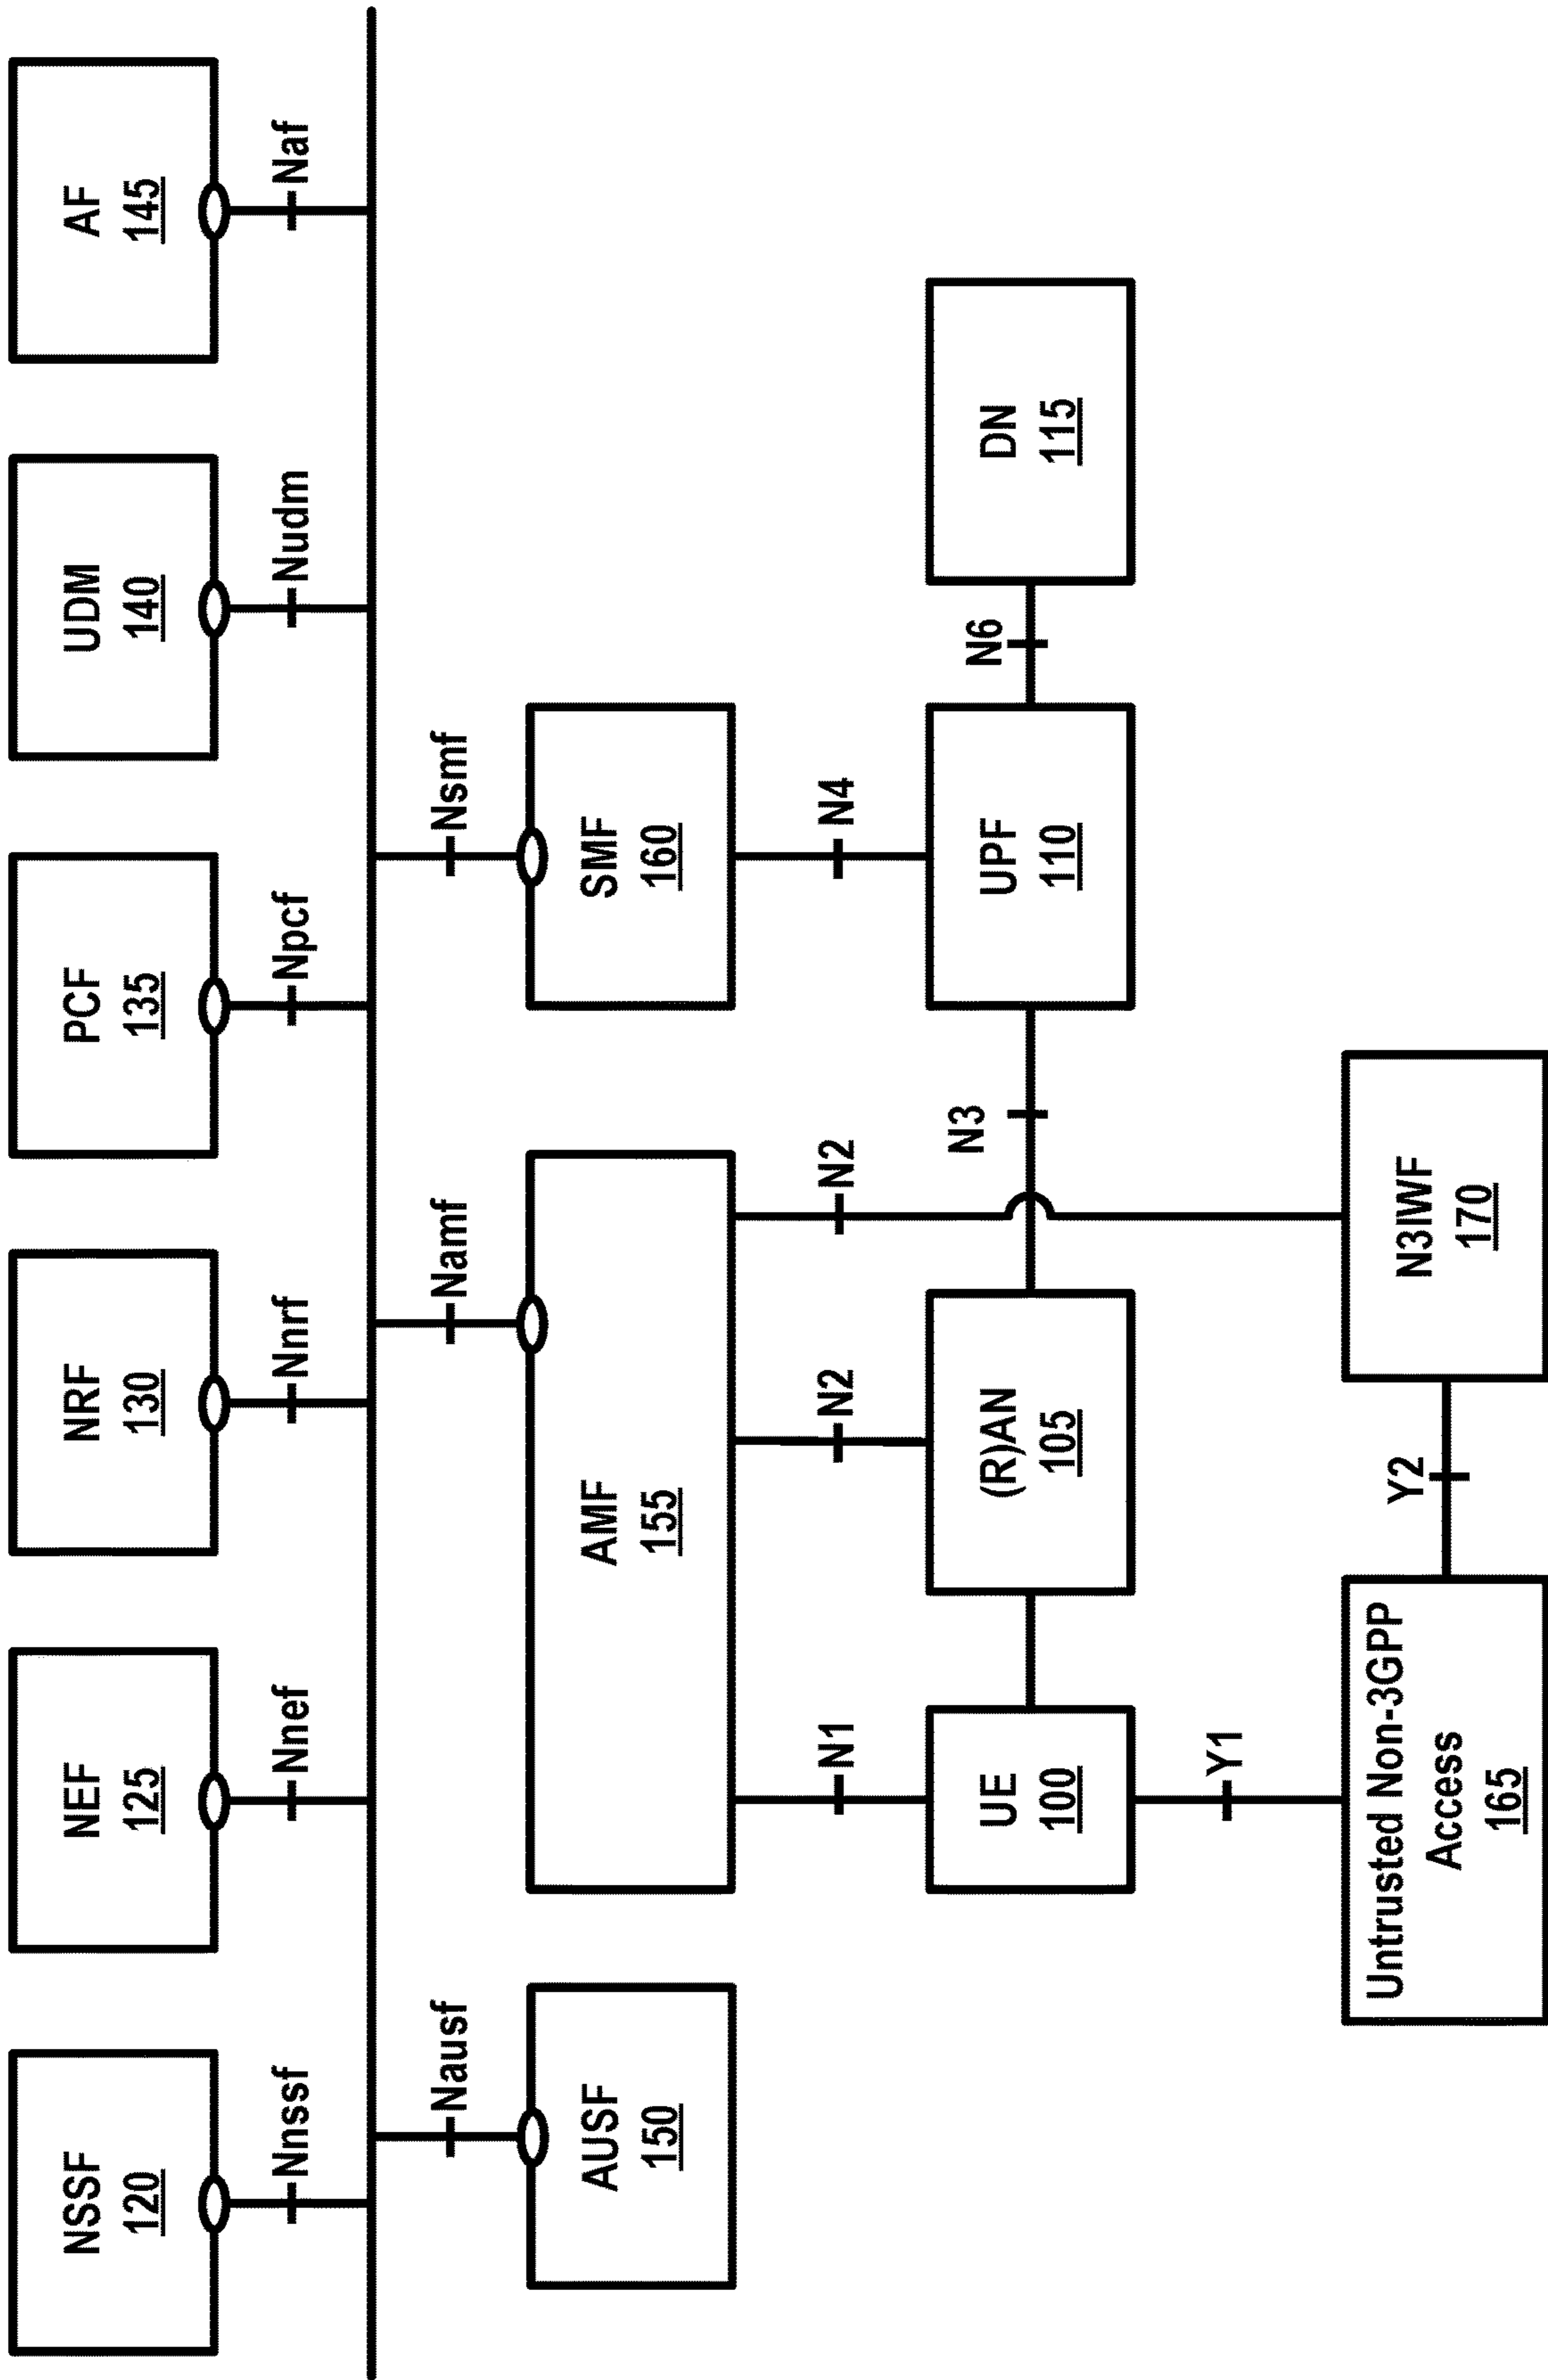 NSSF
120
NEF
125
NRF
130
PCF
135
UDM
140
AF
145
Nnssf
Nnef
Nnrf
Npcf
Nudm
Naf
Nausf
Namf
Nsmf
AUSF
150
AMF
155
SMF
160
N1
N2
N2
N4
UE
100
(R)AN
105
N3
UPF
110
N6
DN
115
Y1
Untrusted Non-3GPP
Access
165
Y2
N3IWF
170